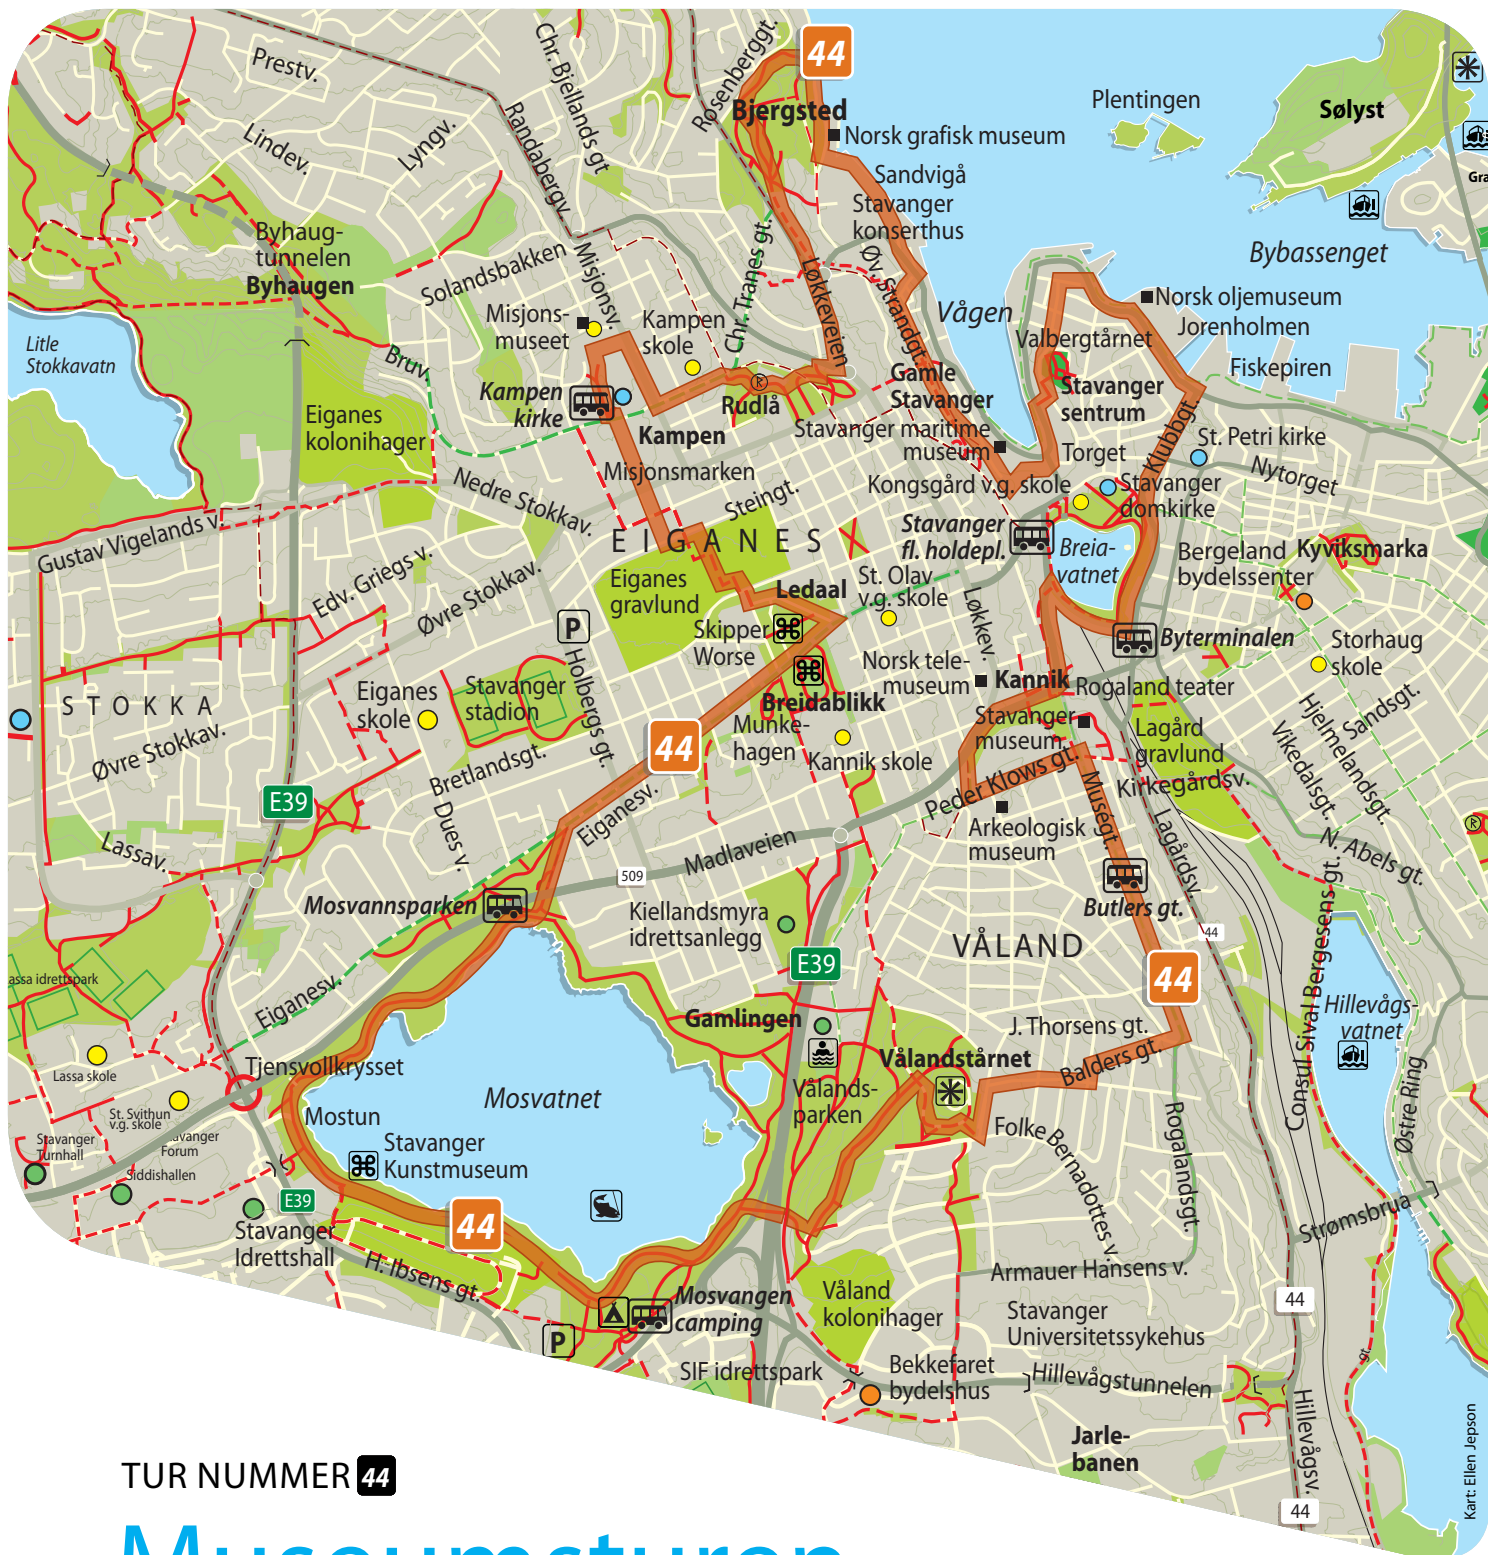 44
Prestv.
Lindev.
Lyngv.
Randabergv.
Chr. Bjellands gt
Rosenberggt.
Bjergsted
Norsk grafisk museum
Sandvigå
Stavanger
konserthus
Plentingen
Sølyst
Gra
Bybassenget
Byhaug-
tunnelen
Byhaugen
Solandsbakken
Misjonsv.
Misjons-
museet
Kampen
skole
Chr. Tranes gt.
Løkkeveien
Øv. Strandgt.
Vågen
Norsk oljemuseum
Jorenholmen
Valbergtårnet
Fiskepiren
Litle
Stokkavatn
Bruv.
Eiganes
kolonihager
Kampen
kirke
Kampen
Rudlå
Gamle
Stavanger
Stavanger
sentrum
Klubbgt.
Stavanger maritime
museum
Torget
St. Petri kirke
Nytorget
Misjonsmarken
Nedre Stokkav.
Steingt.
Kongsgård v.g. skole
Stavanger
domkirke
Gustav Vigelands v.
EIGANES
Stavanger
fl. holdepl.
Breia-
vatnet
Bergeland
bydelssenter
Kyviksmarka
Edv. Griegs v.
Øvre Stokkav.
Eiganes
gravlund
Ledaal
St. Olav
v.g. skole
Løkkev.
Skipper
Worse
P
Holbergs gt.
Norsk tele-
museum
Kannik
Byterminalen
Rogaland teater
Storhaug
skole
STOKKA
Øvre Stokkav.
Eiganes
skole
Stavanger
stadion
Breidablikk
Munke-
hagen
Kannik skole
Stavanger
museum
Lagård
gravlund
Kirkegårdsv.
Hjelmelandsgt.
Sandsgt.
Vikedalsgt.
44
Bretlandsgt.
Dues v.
Eiganesv.
E39
Peder Klows gt.
Musegt.
Lagårdsv.
Arkeologisk
museum
N. Abels gt.
Lassav.
Madlaveien
509
Mosvannsparken
Kiellandsmyra
idrettsanlegg
Butlers gt.
VÅLAND
44
E39
44
assa idrettspark
Eiganesv.
Gamlingen
J. Thorsens gt.
Balders gt.
Consul Sival Bergesens gt.
Hillevågs-
vatnet
Lassa skole
Tjensvollkrysset
Mostun
Mosvatnet
Vålandstårnet
Vålands-
parken
St. Svithun
v.g. skole
Stavanger
Turnhall
avanger
Forum
Siddishallen
Stavanger
Kunstmuseum
Folke Bernadottes v.
Rogalandsgt.
Østre Ring
E39
44
Stavanger
Idrettshall
H. Ibsens gt.
Strømsbrua
Armauer Hansens v.
Mosvangen
camping
P
Våland
kolonihager
Stavanger
Universitetssykehus
44
SIF idrettspark
Bekkefaret
bydelshus
Hillevågstunnelen
gt.
Hillevågsv.
Jarle-
banen
44
Kart: Ellen Jepson
TUR NUMMER 44
Museumsturen